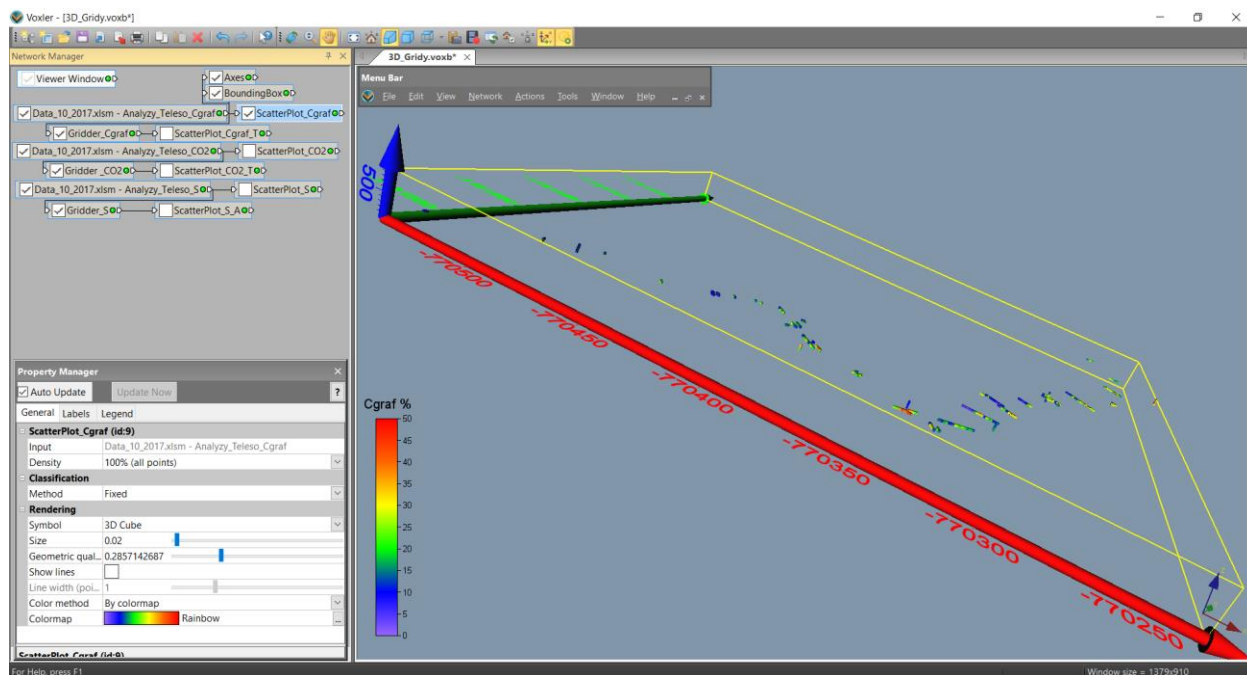 Voxler - [3D_Gridy.voxb*]
Network Manager
3D_Gridy.voxb*
Viewer Window
Axes
BoundingBox
Data_10_2017.xlsm - Analyzy_Teleso_Cgraf
ScatterPlot_Cgraf
Gridder_Cgraf
ScatterPlot_Cgraf_T
Data_10_2017.xlsm - Analyzy_Teleso_CO2
ScatterPlot_CO2
Gridder _CO2
ScatterPlot_CO2_T
Data_10_2017.xlsm - Analyzy_Teleso_S
ScatterPlot_S
Gridder_S
ScatterPlot_S_A
Menu Bar
File Edit View Network Actions Tools Window Help
500
-770500
-770450
-770400
-770350
-770300
-770250
Cgraf %
50
45
40
35
30
25
20
15
10
5
0
Property Manager
Auto Update Update Now ?
General Labels Legend
ScatterPlot_Cgraf (id:9)
Input Data_10_2017.xlsm - Analyzy_Teleso_Cgraf
Density 100% (all points)
Classification
Method Fixed
Rendering
Symbol 3D Cube
Size 0.02
Geometric qual... 0.2857142687
Show lines
Line width (poi... 1
Color method By colormap
Colormap Rainbow ...
ScatterPlot_Cgraf (id:9)
For Help, press F1
Window size = 1379x910